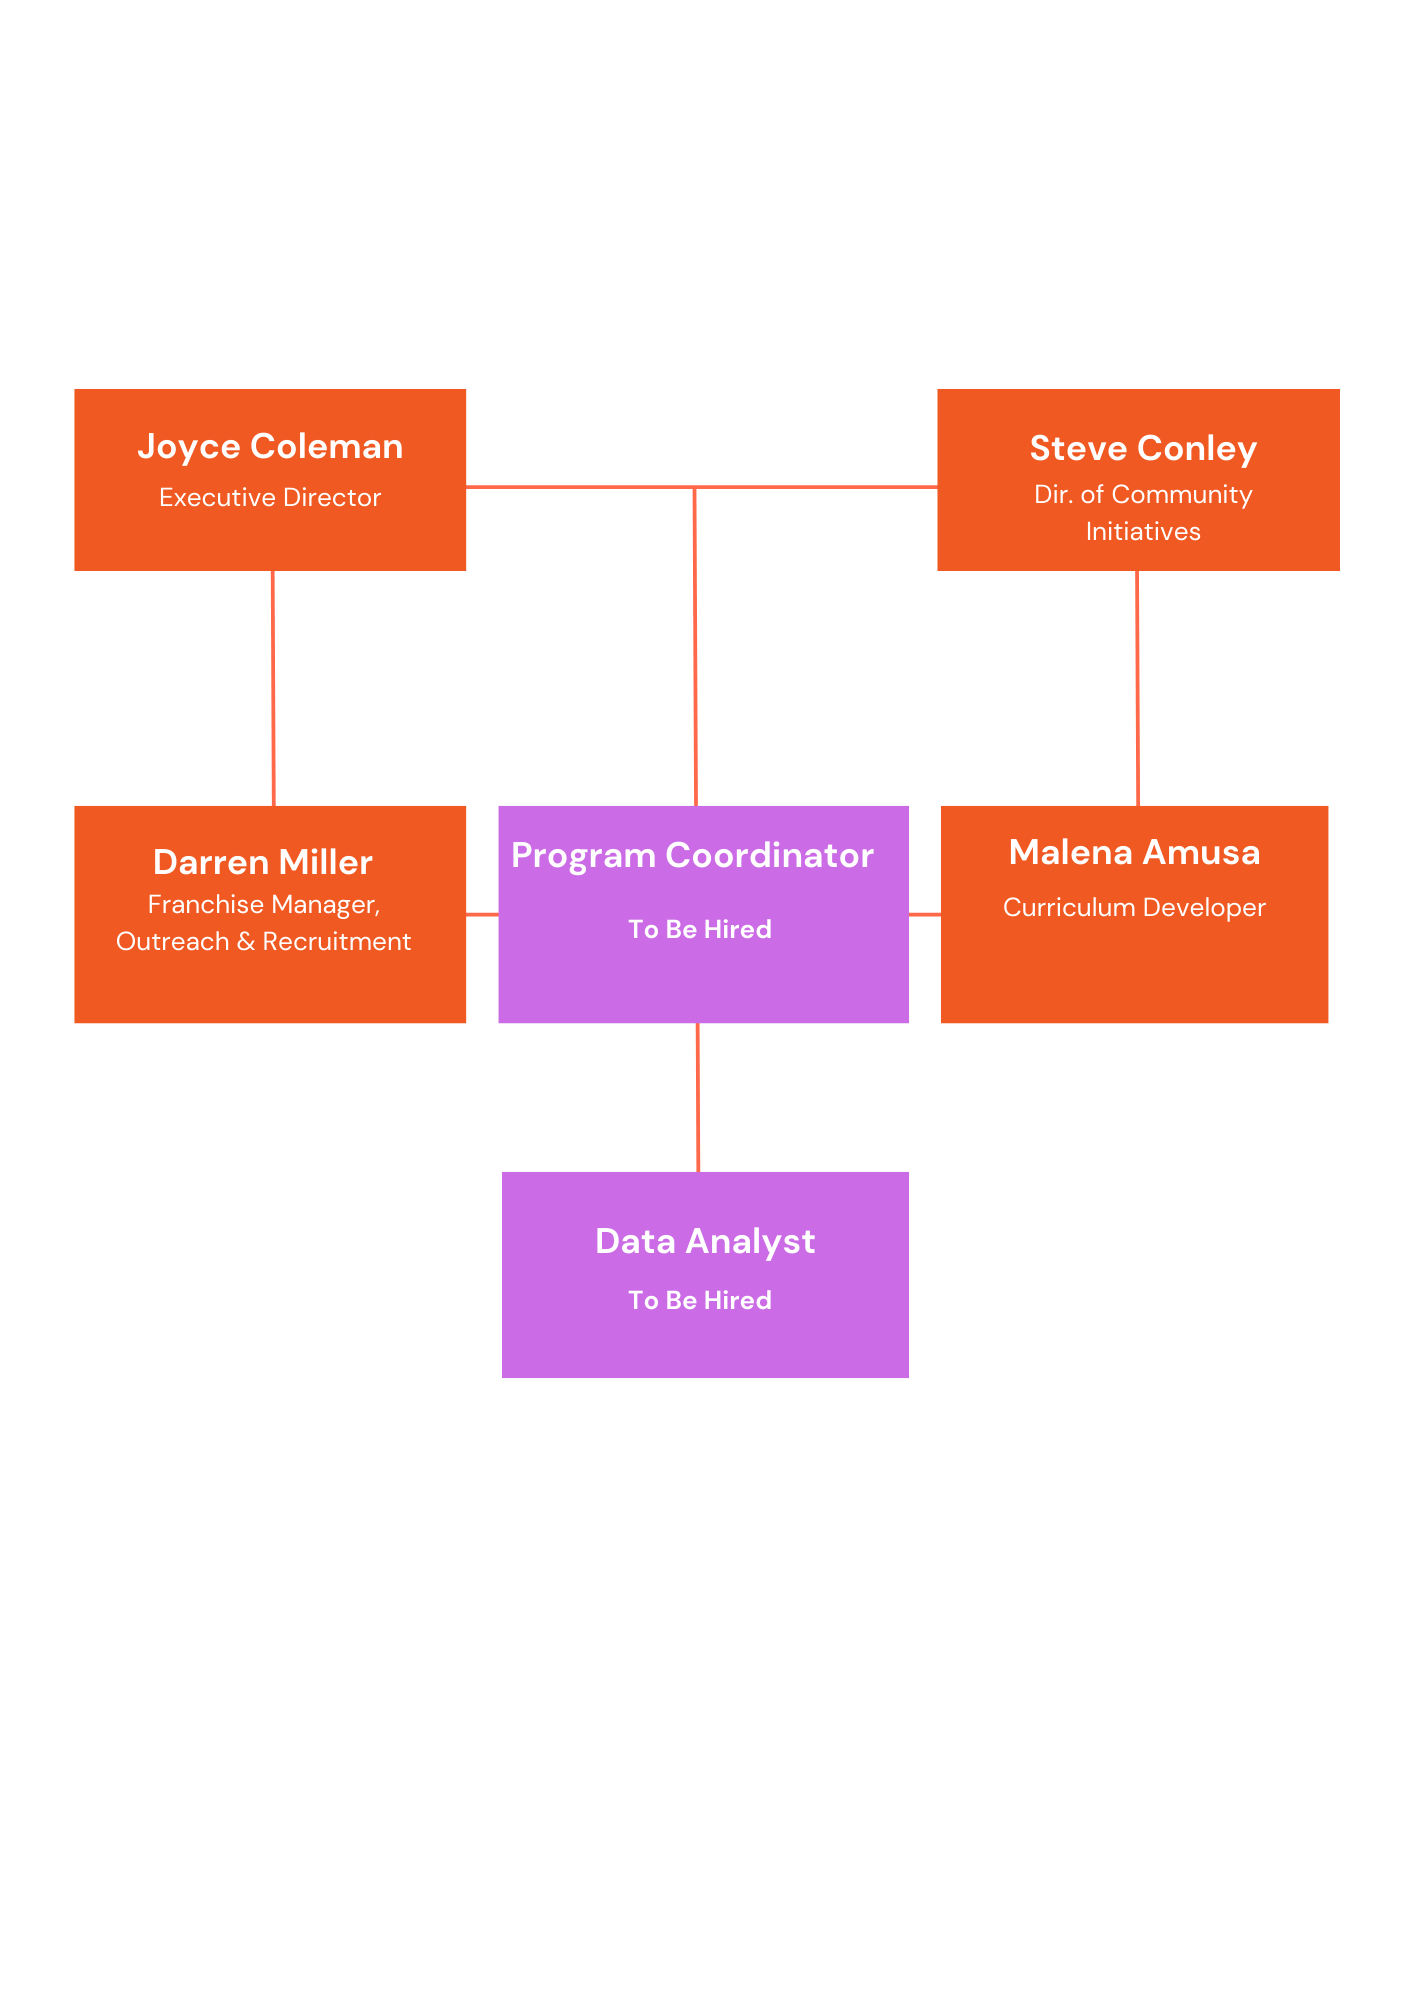 Joyce Coleman
Executive Director
Steve Conley
Dir. of Community
Initiatives
Darren Miller
Franchise Manager,
Outreach & Recruitment
Program Coordinator
To Be Hired
Malena Amusa
Curriculum Developer
Data Analyst
To Be Hired